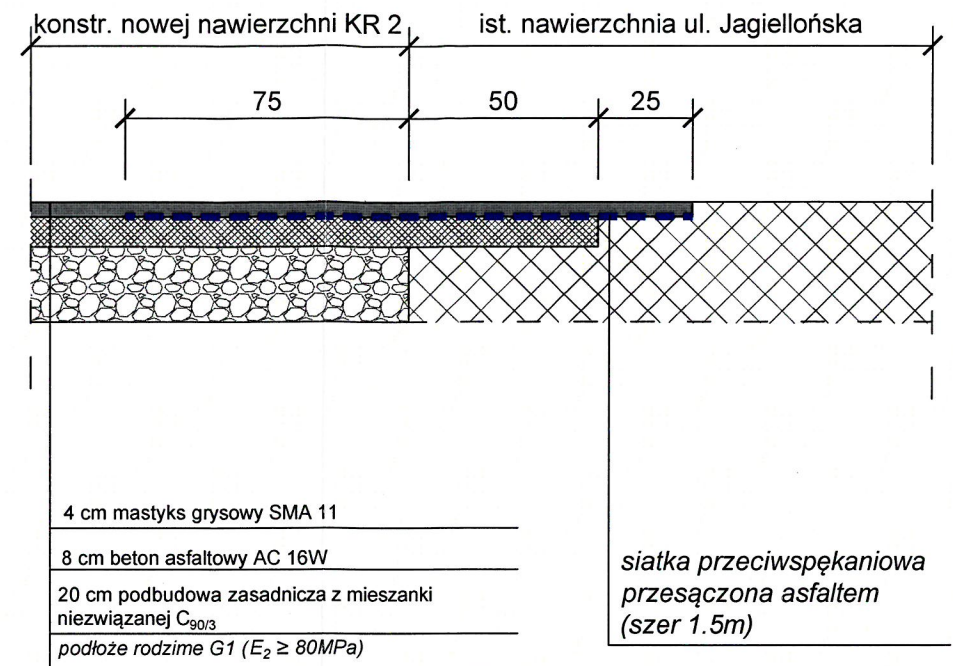 konstr. nowej nawierzchni KR 2
ist. nawierzchnia ul. Jagiellońska
75
50
25
4 cm mastyks grysowy SMA 11
8 cm beton asfaltowy AC 16W
20 cm podbudowa zasadnicza z mieszanki
niezwiązanej C90/3
podłoże rodzime G1 (E2 ≥ 80MPa)
siatka przeciwspękaniowa
przesączona asfaltem
(szer 1.5m)